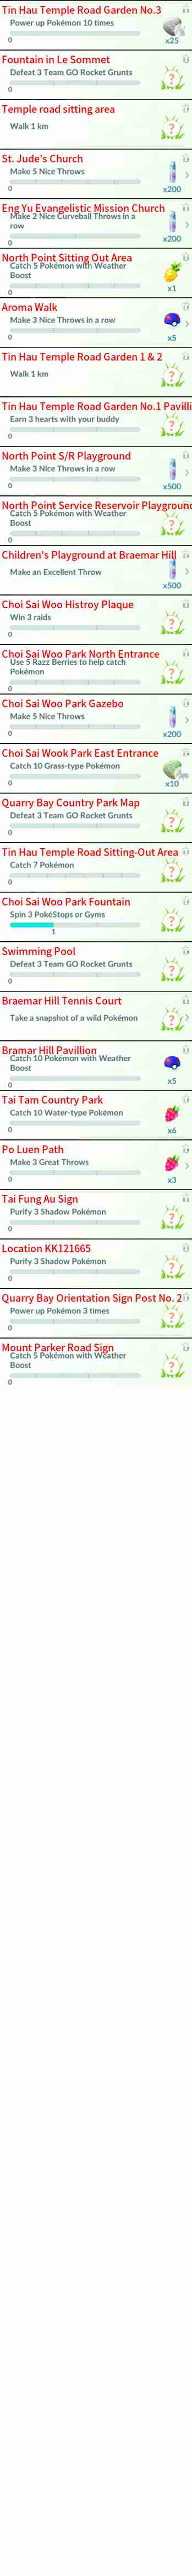 Tin Hau Temple Road Garden No.3
Power up Pokémon 10 times
0
x25
Fountain in Le Sommet
Defeat 3 Team GO Rocket Grunts
?
0
Temple road sitting area
Walk 1 km
?
St. Jude's Church
Make 5 Nice Throws
0
x200
Eng Yu Evangelistic Mission Church
Make 2 Nice Curveball Throws in a
row
0
x200
North Point Sitting Out Area
Catch 5 Pokémon with Weather
Boost
0
x1
Aroma Walk
Make 3 Nice Throws in a row
0
x5
Tin Hau Temple Road Garden 1 & 2
Walk 1 km
?
Tin Hau Temple Road Garden No.1 Pavilli
Earn 3 hearts with your buddy
?
0
North Point S/R Playground
Make 3 Nice Throws in a row
0
x500
North Point Service Reservoir Playground
Catch 5 Pokémon with Weather
Boost
?
0
Children's Playground at Braemar Hill
Make an Excellent Throw
x500
Choi Sai Woo Histroy Plaque
Win 3 raids
?
0
Choi Sai Woo Park North Entrance
Use 5 Razz Berries to help catch
Pokémon
?
0
Choi Sai Woo Park Gazebo
Make 5 Nice Throws
0
x200
Choi Sai Wook Park East Entrance
Catch 10 Grass-type Pokémon
0
x10
Quarry Bay Country Park Map
Defeat 3 Team GO Rocket Grunts
?
0
Tin Hau Temple Road Sitting-Out Area
Catch 7 Pokémon
?
0
Choi Sai Woo Park Fountain
Spin 3 PokéStops or Gyms
?
1
Swimming Pool
Defeat 3 Team GO Rocket Grunts
?
0
Braemar Hill Tennis Court
Take a snapshot of a wild Pokémon
?
Bramar Hill Pavillion
Catch 10 Pokémon with Weather
Boost
0
x5
Tai Tam Country Park
Catch 10 Water-type Pokémon
0
x6
Po Luen Path
Make 3 Great Throws
0
x3
Tai Fung Au Sign
Purify 3 Shadow Pokémon
?
0
Location KK121665
Purify 3 Shadow Pokémon
?
0
Quarry Bay Orientation Sign Post No. 2
Power up Pokémon 3 times
?
0
Mount Parker Road Sign
Catch 5 Pokémon with Weather
Boost
?
0